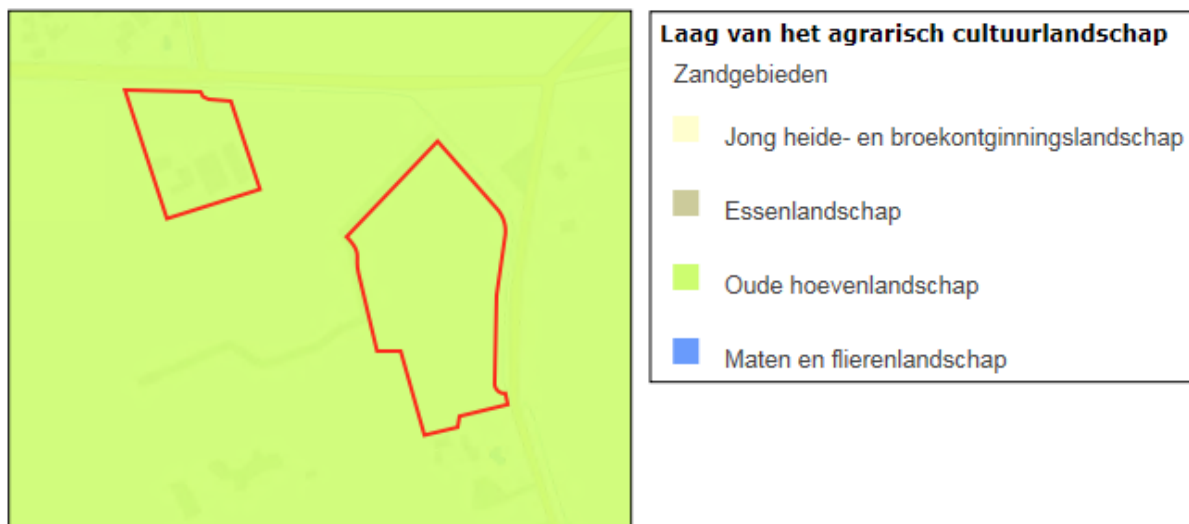 Laag van het agrarisch cultuurlandschap
Zandgebieden
Jong heide- en broekontginningslandschap
Essenlandschap
Oude hoevenlandschap
Maten en flierenlandschap